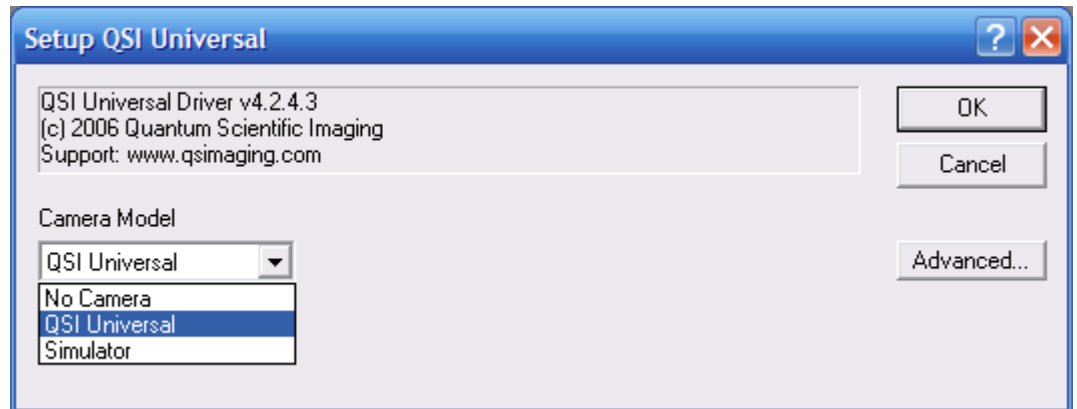 Setup QSI Universal
QSI Universal Driver v4.2.4.3
(c) 2006 Quantum Scientific Imaging
Support: www.qsimaging.com
OK
Cancel
Camera Model
QSI Universal
Advanced...
No Camera
QSI Universal
Simulator